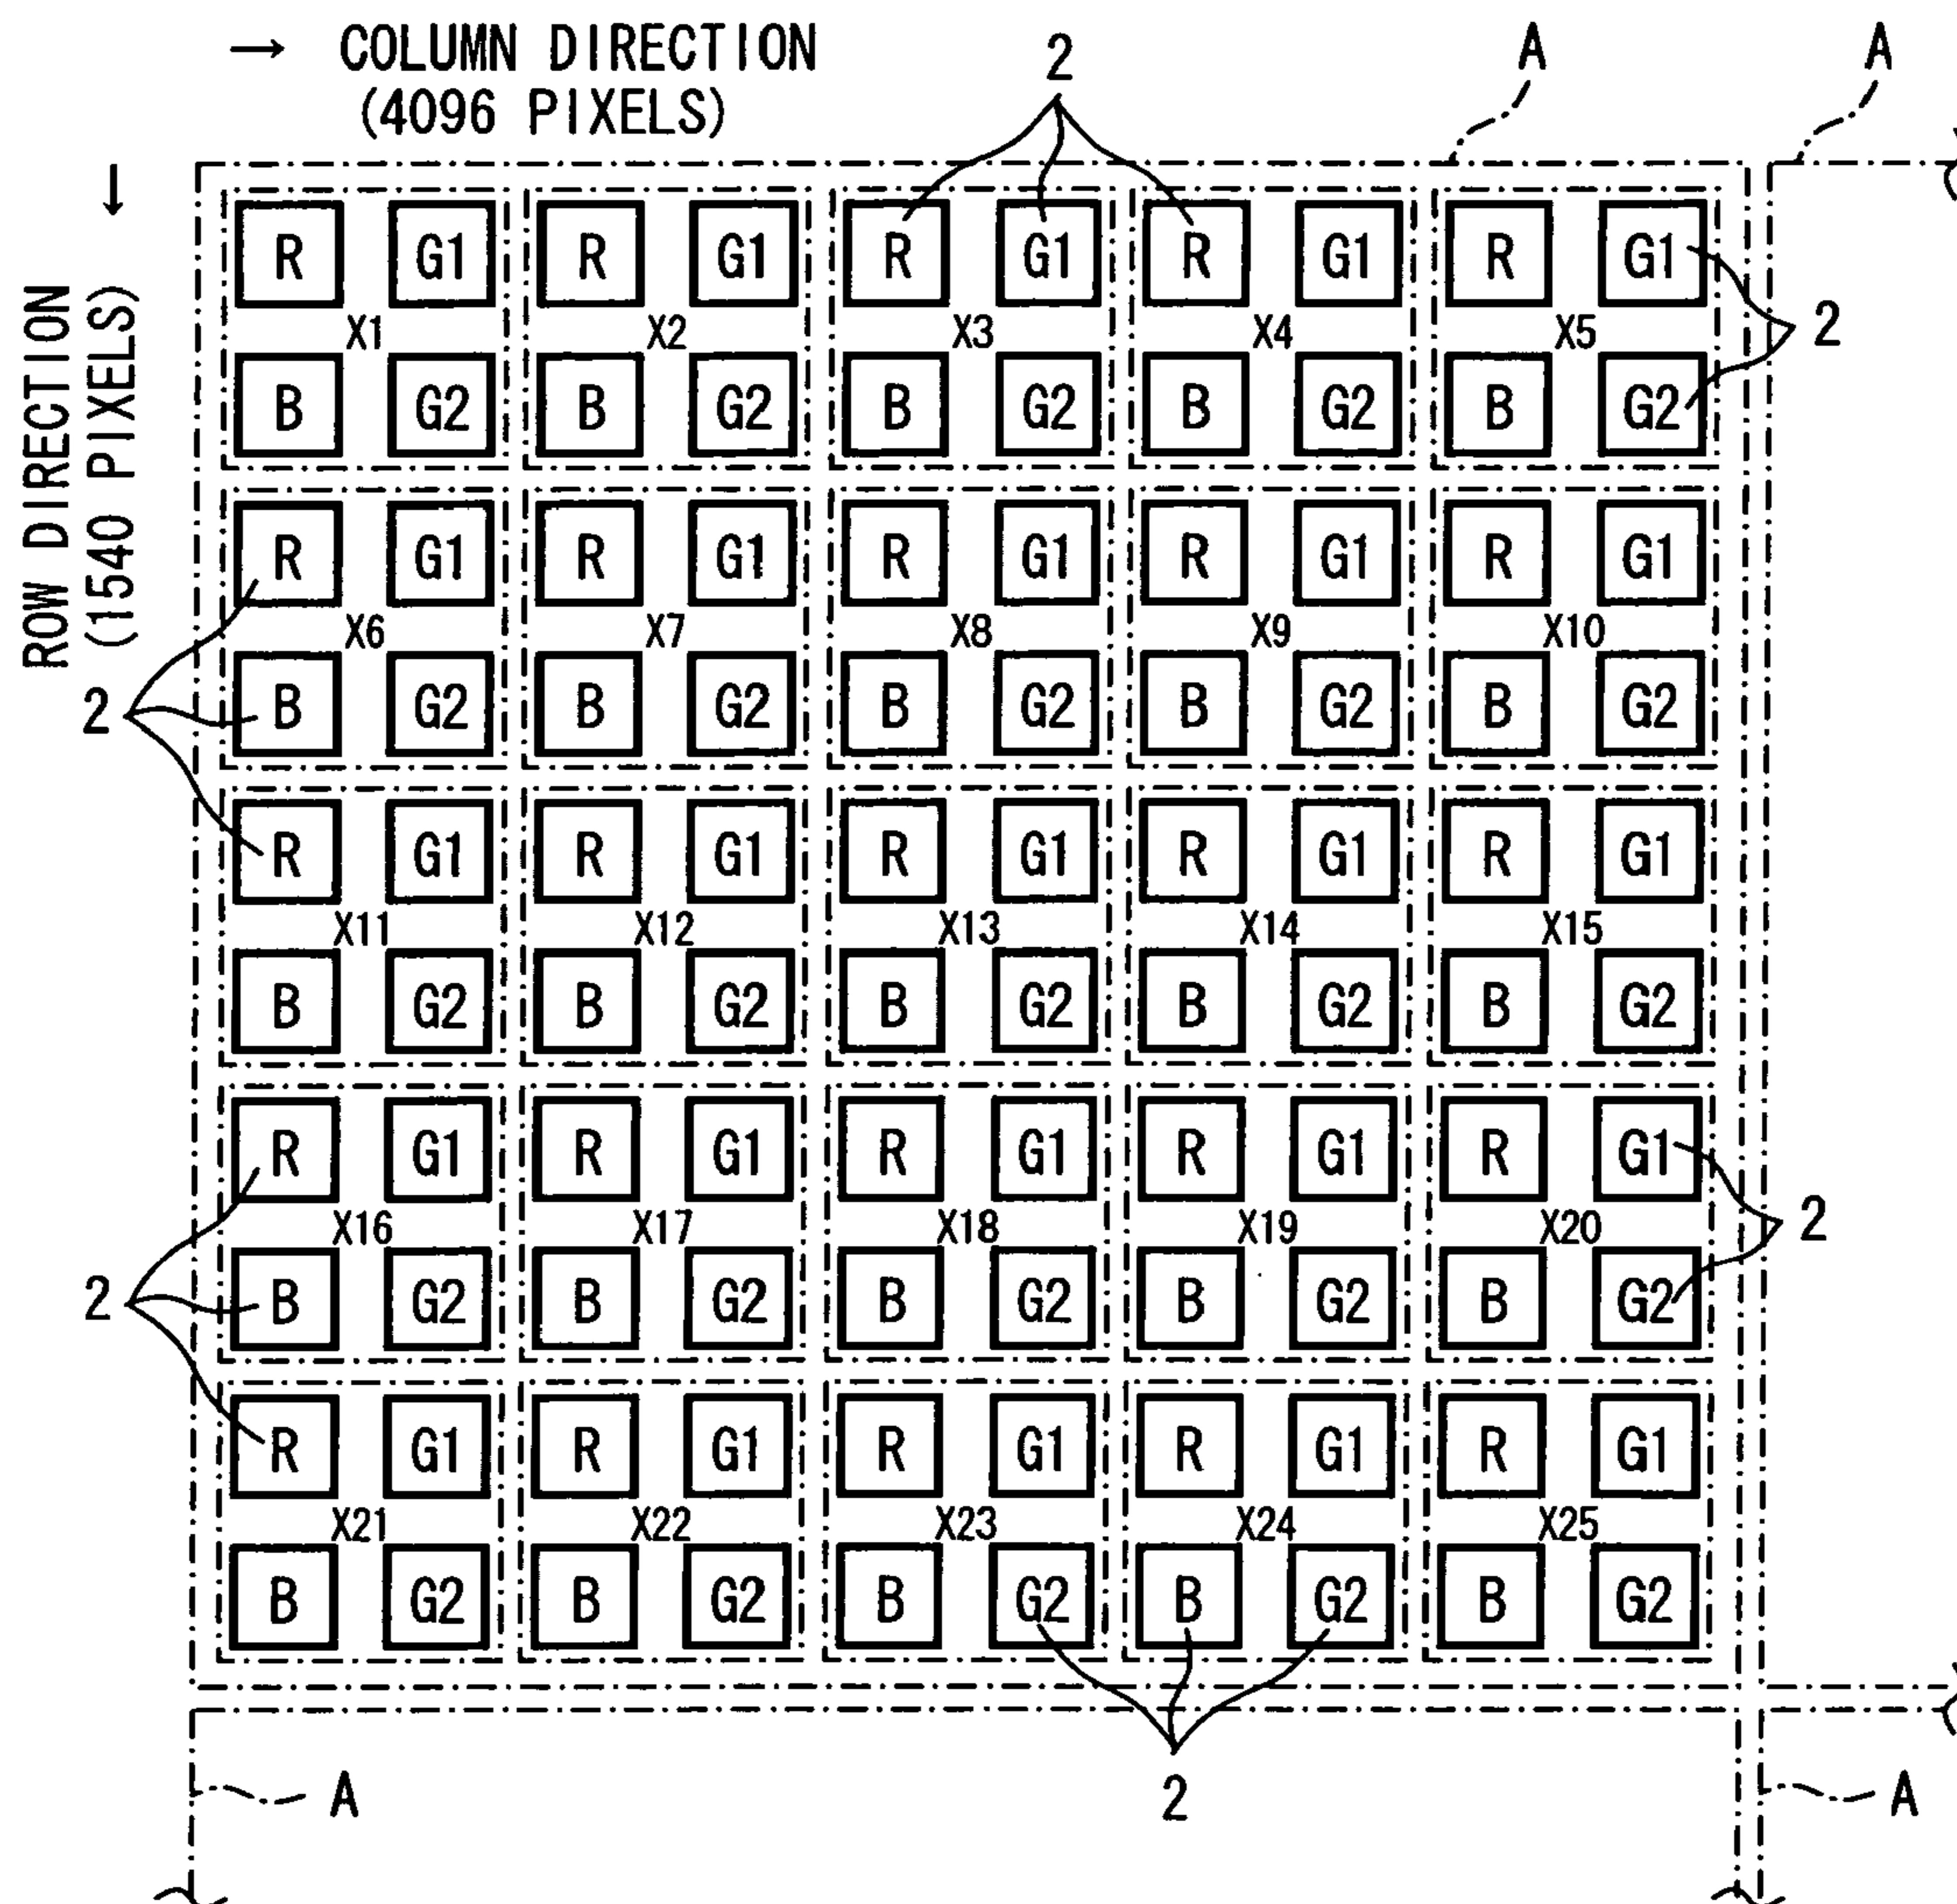 → COLUMN DIRECTION
(4096 PIXELS)
2
A
A
↓
ROW DIRECTION
(1540 PIXELS)
R G1 R G1 R G1 R G1 R G1
X1 X2 X3 X4 X5
2
B G2 B G2 B G2 B G2 B G2
R G1 R G1 R G1 R G1 R G1
X6 X7 X8 X9 X10
2
B G2 B G2 B G2 B G2 B G2
R G1 R G1 R G1 R G1 R G1
X11 X12 X13 X14 X15
B G2 B G2 B G2 B G2 B G2
R G1 R G1 R G1 R G1 R G1
X16 X17 X18 X19 X20
2
2
B G2 B G2 B G2 B G2 B G2
R G1 R G1 R G1 R G1 R G1
X21 X22 X23 X24 X25
B G2 B G2 B G2 B G2 B G2
A
2
A